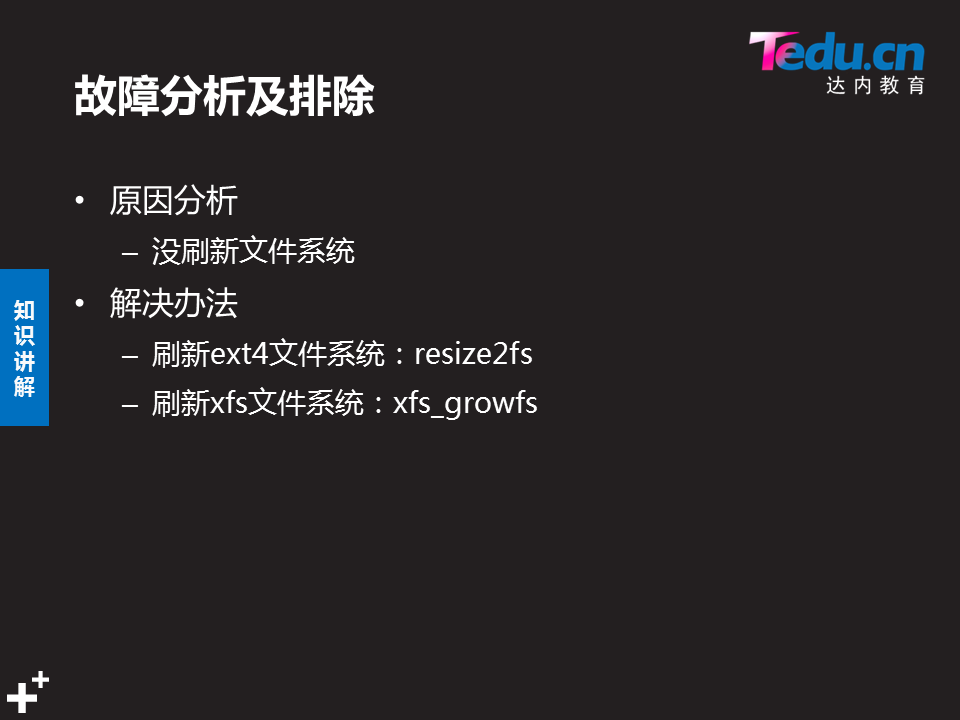 Tedu.cn
达内教育
故障分析及排除
• 原因分析
– 没刷新文件系统
• 解决办法
– 刷新ext4文件系统：resize2fs
– 刷新xfs文件系统：xfs_growfs
知
识
讲
解